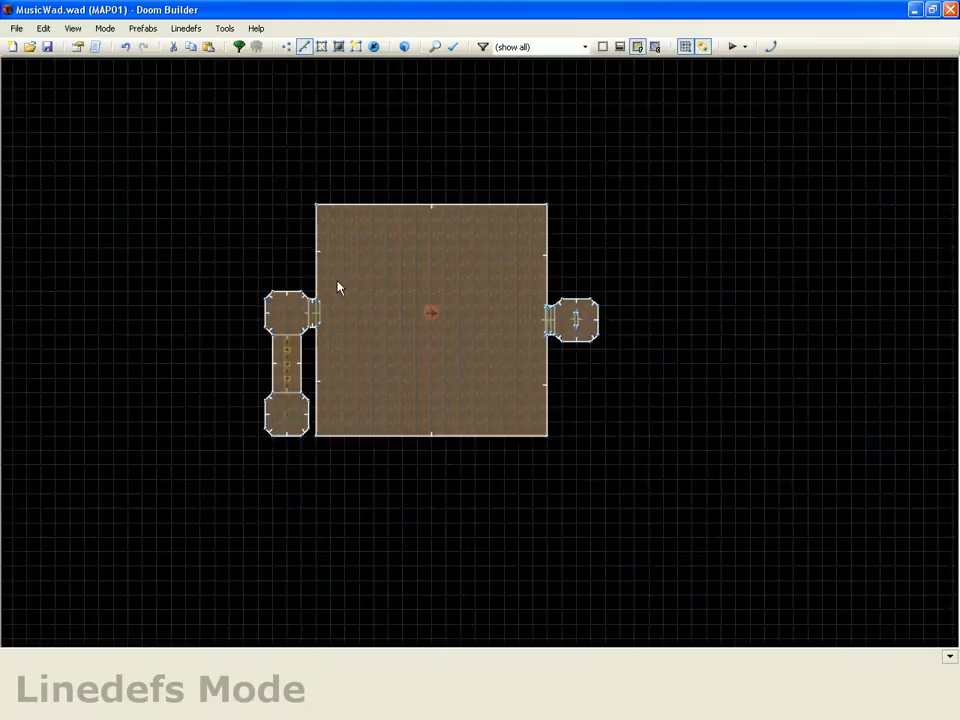 MusicWad.wad (MAP01) - Doom Builder
File Edit View Mode Prefabs Linedefs Tools Help
(show all)
Linedefs Mode